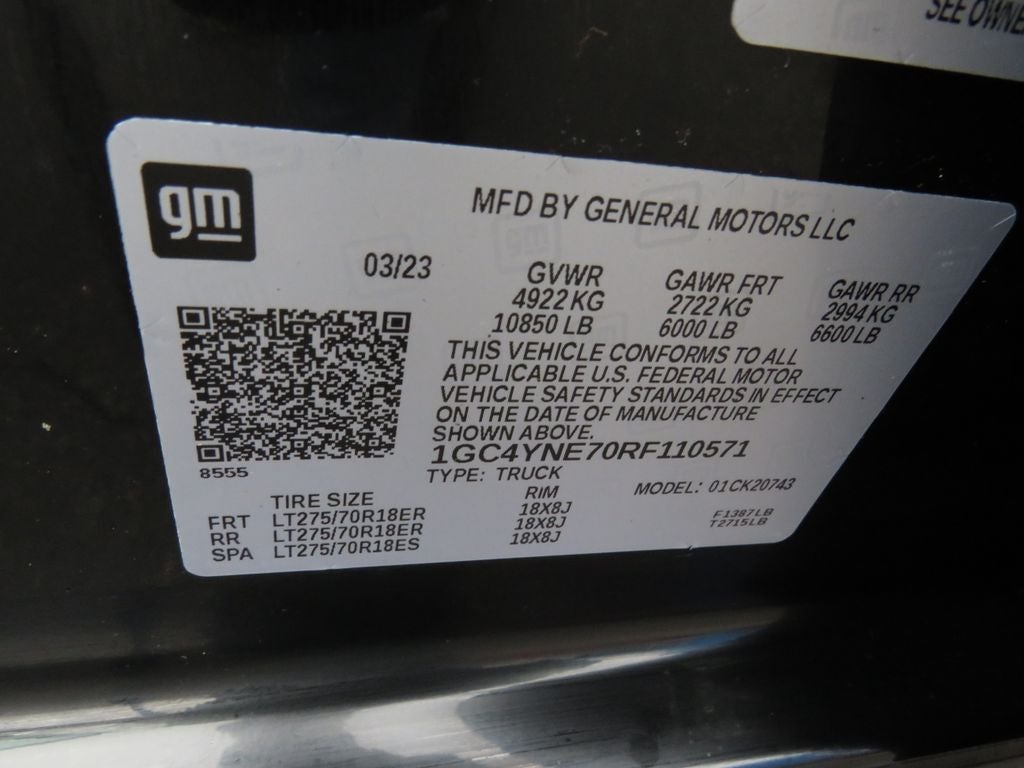 SEE OWNE
gm
MFD BY GENERAL MOTORS LLC
03/23
GVWR GAWR FRT GAWR RR
4922 KG 2722 KG 2994 KG
10850 LB 6000 LB 6600 LB
THIS VEHICLE CONFORMS TO ALL
APPLICABLE U.S. FEDERAL MOTOR
VEHICLE SAFETY STANDARDS IN EFFECT
ON THE DATE OF MANUFACTURE
SHOWN ABOVE.
1GC4YNE70RF110571
8555
TYPE: TRUCK MODEL: 01CK20743
TIRE SIZE RIM
FRT LT275/70R18ER 18X8J F1387LB
RR LT275/70R18ER 18X8J T2715LB
SPA LT275/70R18ES 18X8J